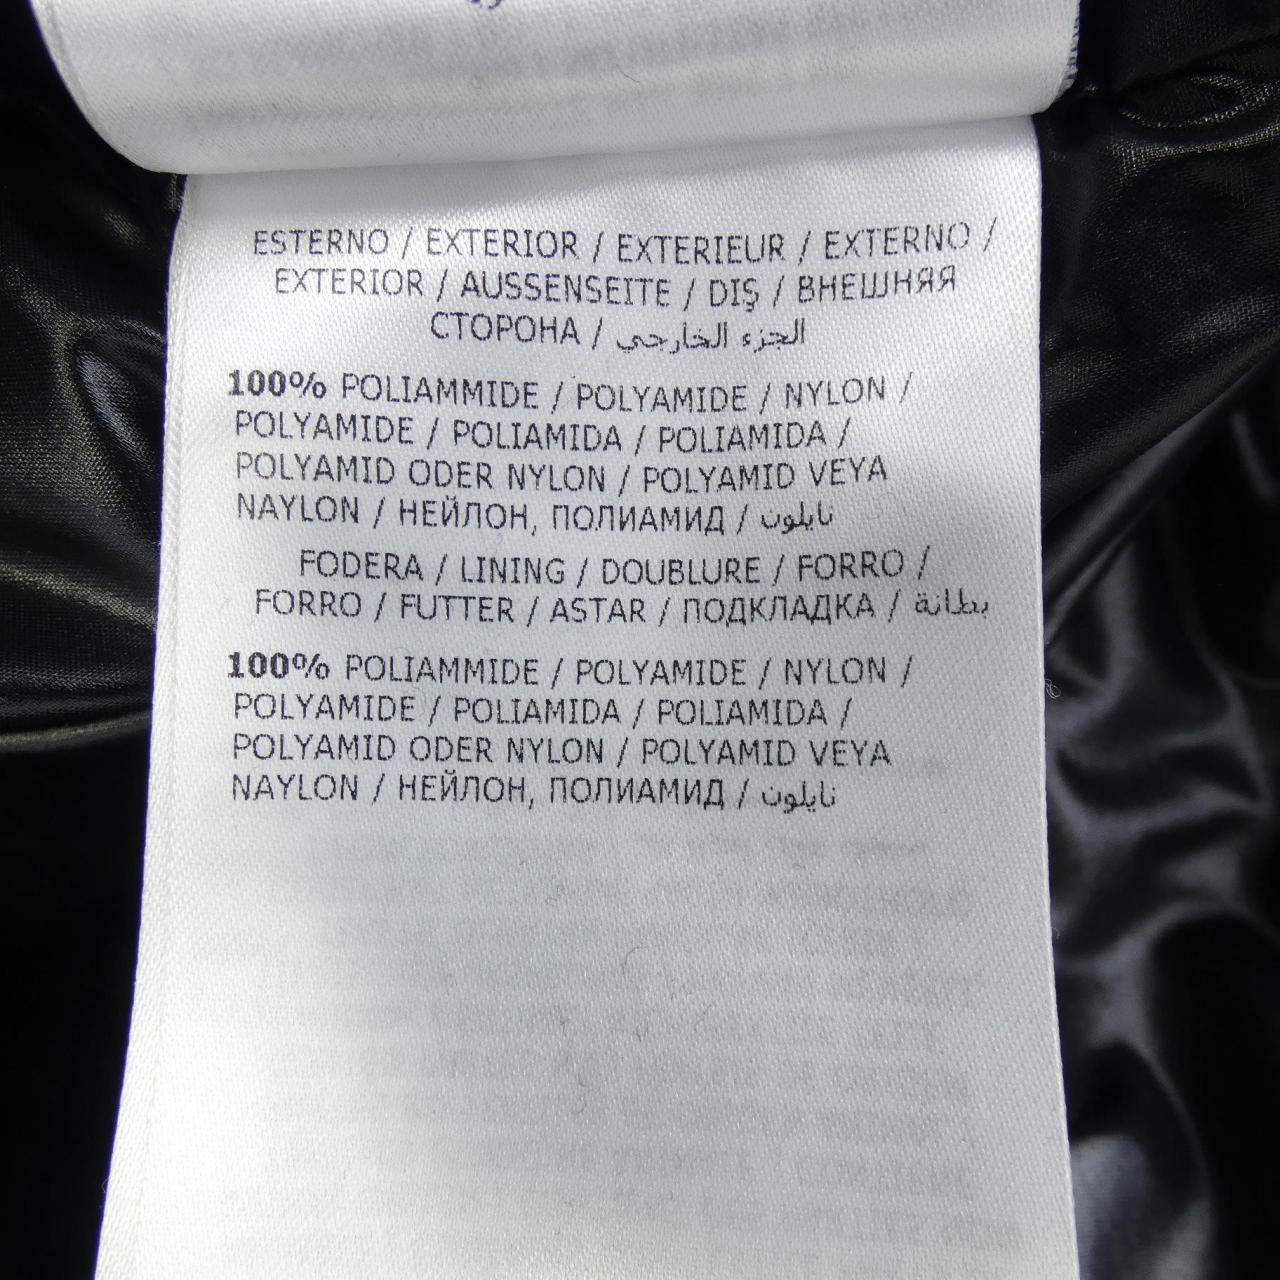 ESTERNO / EXTERIOR / EXTERIEUR / EXTERNO /
EXTERIOR / AUSSENSEITE / DIŞ / ВНЕШНЯЯ
СТОРОНА / الجزء الخارجي
100% POLIAMMIDE / POLYAMIDE / NYLON /
POLYAMIDE / POLIAMIDA / POLIAMIDA /
POLYAMID ODER NYLON / POLYAMID VEYA
NAYLON / НЕЙЛОН, ПОЛИАМИД / نايلون
FODERA / LINING / DOUBLURE / FORRO /
FORRO / FUTTER / ASTAR / ПОДКЛАДКА / بطانة
100% POLIAMMIDE / POLYAMIDE / NYLON /
POLYAMIDE / POLIAMIDA / POLIAMIDA /
POLYAMID ODER NYLON / POLYAMID VEYA
NAYLON / НЕЙЛОН, ПОЛИАМИД / نايلون